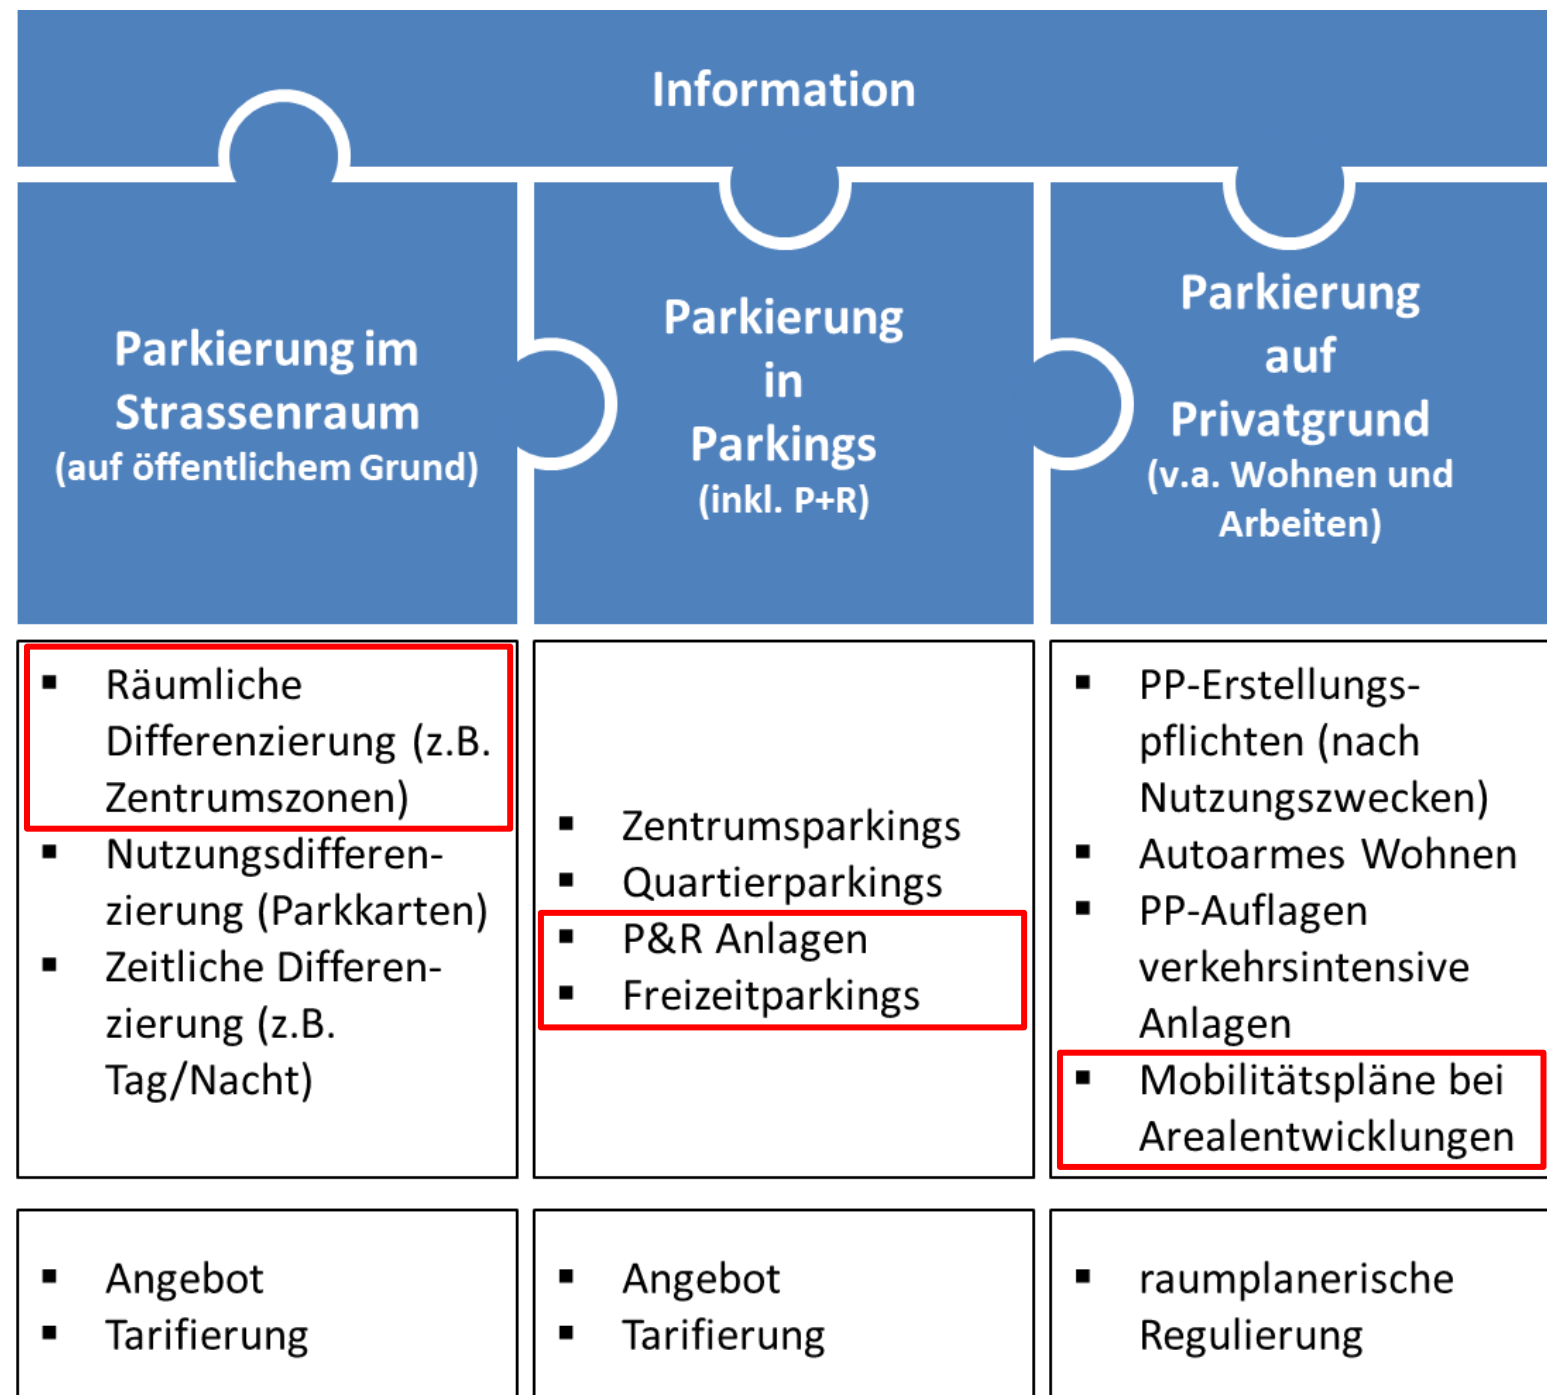 Information
Parkierung im
Strassenraum
(auf öffentlichem Grund)
Parkierung
in
Parkings
(inkl. P+R)
Parkierung
auf
Privatgrund
(v.a. Wohnen und
Arbeiten)
▪ Räumliche
Differenzierung (z.B.
Zentrumszonen)
▪ Nutzungsdifferen-
zierung (Parkkarten)
▪ Zeitliche Differen-
zierung (z.B.
Tag/Nacht)
▪ Zentrumsparkings
▪ Quartierparkings
▪ P&R Anlagen
▪ Freizeitparkings
▪ PP-Erstellungs-
pflichten (nach
Nutzungszwecken)
▪ Autoarmes Wohnen
▪ PP-Auflagen
verkehrsintensive
Anlagen
▪ Mobilitätspläne bei
Arealentwicklungen
▪ Angebot
▪ Tarifierung
▪ Angebot
▪ Tarifierung
▪ raumplanerische
Regulierung